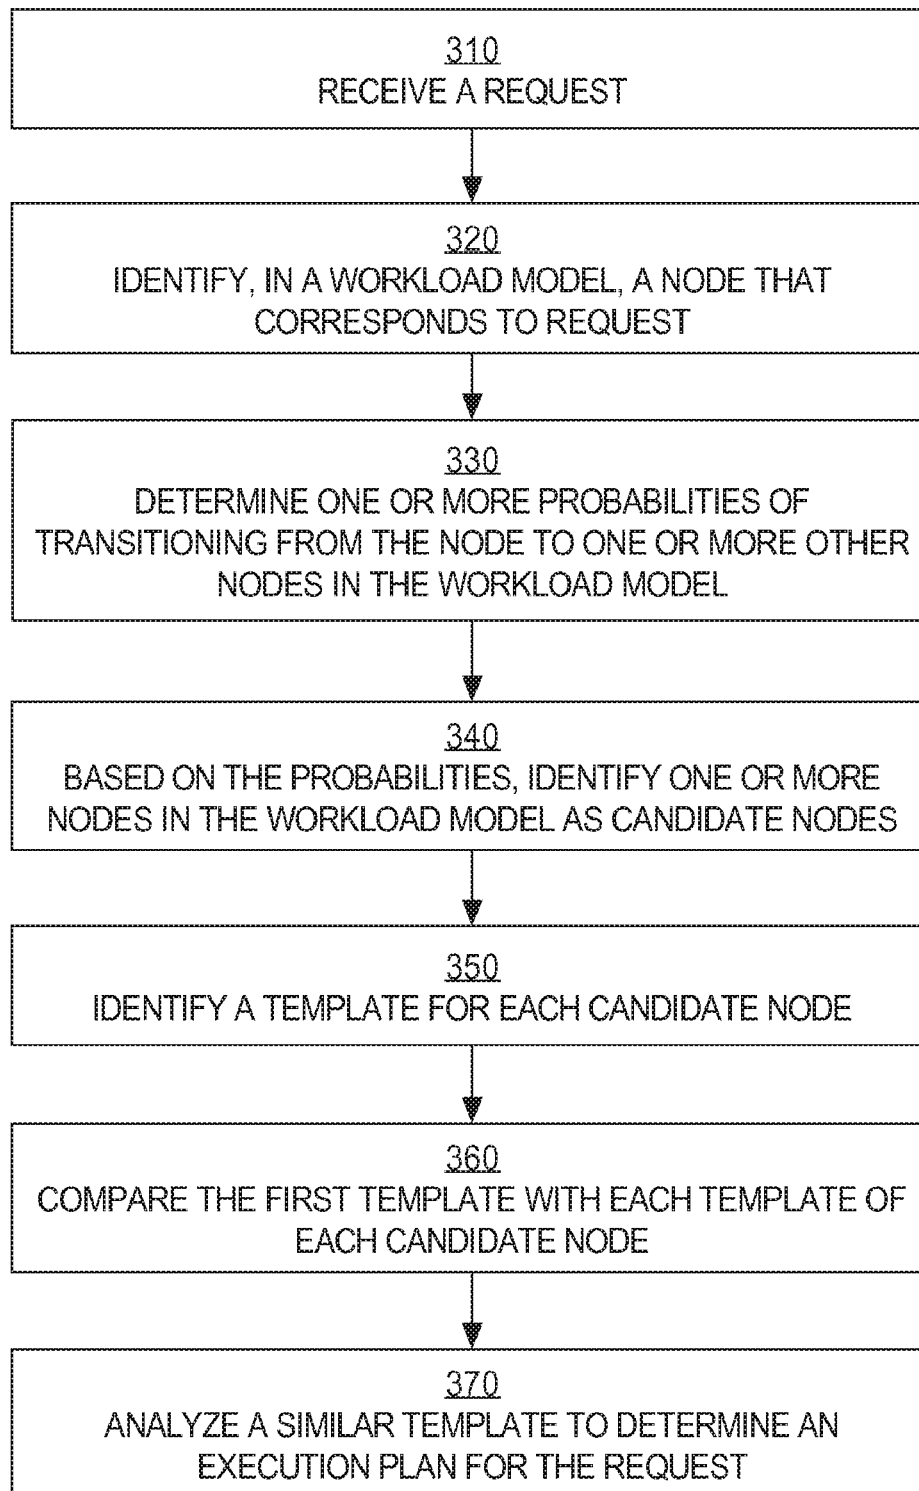 310
RECEIVE A REQUEST
320
IDENTIFY, IN A WORKLOAD MODEL, A NODE THAT
CORRESPONDS TO REQUEST
330
DETERMINE ONE OR MORE PROBABILITIES OF
TRANSITIONING FROM THE NODE TO ONE OR MORE OTHER
NODES IN THE WORKLOAD MODEL
340
BASED ON THE PROBABILITIES, IDENTIFY ONE OR MORE
NODES IN THE WORKLOAD MODEL AS CANDIDATE NODES
350
IDENTIFY A TEMPLATE FOR EACH CANDIDATE NODE
360
COMPARE THE FIRST TEMPLATE WITH EACH TEMPLATE OF
EACH CANDIDATE NODE
370
ANALYZE A SIMILAR TEMPLATE TO DETERMINE AN
EXECUTION PLAN FOR THE REQUEST